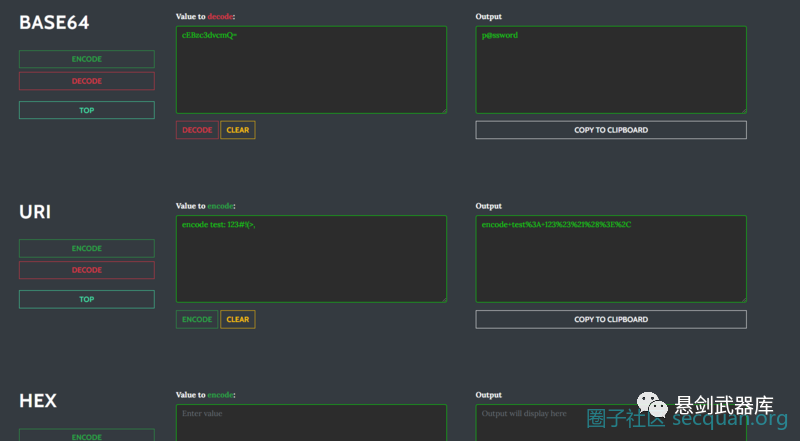 BASE64
ENCODE
DECODE
TOP
Value to decode:
cEBzc3dvcmQ=
DECODE CLEAR
Output
p@ssword
COPY TO CLIPBOARD
URI
ENCODE
DECODE
TOP
Value to encode:
encode test: 123#!(>,
ENCODE CLEAR
Output
encode+test%3A+123%23%21%28%3E%2C
COPY TO CLIPBOARD
HEX
ENCODE
Value to encode:
Enter value
Output
Output will display here
悬剑武器库
圈子社区 secquan.org